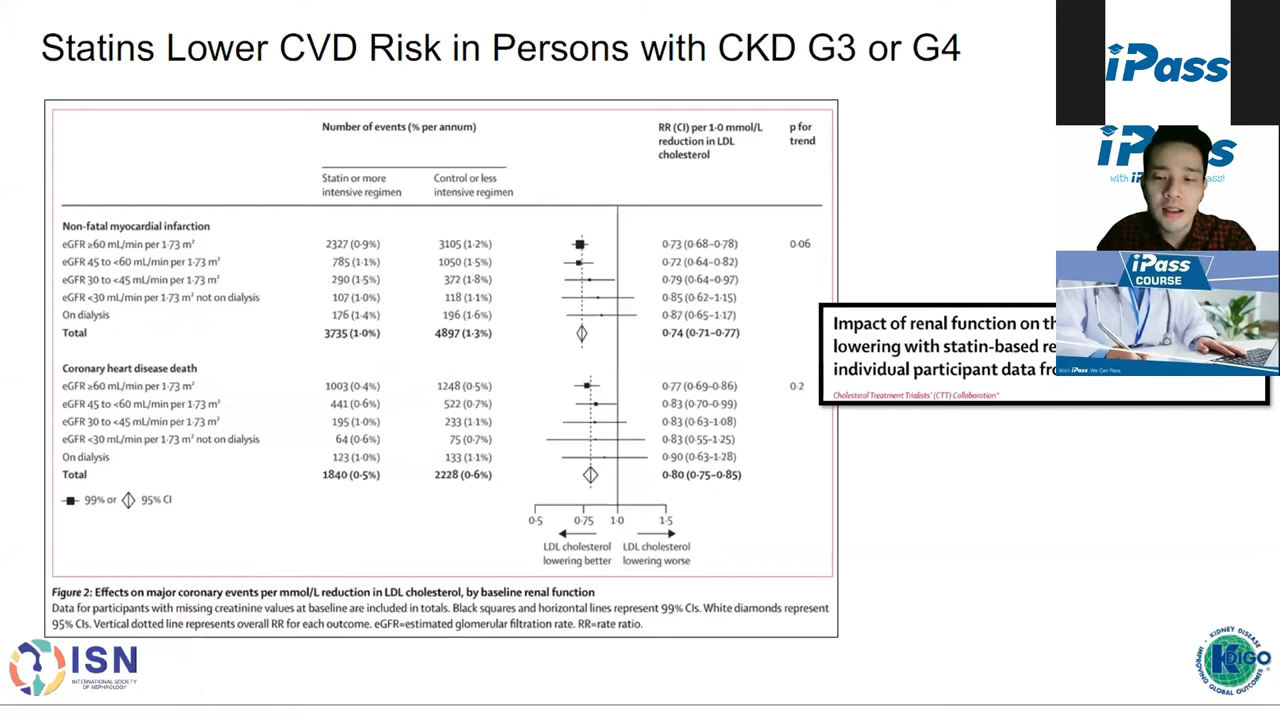 Statins Lower CVD Risk in Persons with CKD G3 or G4
Number of events (% per annum)
RR (CI) per 1·0 mmol/L
reduction in LDL
cholesterol
p for
trend
Statin or more
intensive regimen
Control or less
intensive regimen
Non-fatal myocardial infarction
eGFR ≥60 mL/min per 1·73 m² 2327 (0·9%) 3105 (1·2%) 0·73 (0·68–0·78) 0·06
eGFR 45 to <60 mL/min per 1·73 m² 785 (1·1%) 1050 (1·5%) 0·72 (0·64–0·82)
eGFR 30 to <45 mL/min per 1·73 m² 290 (1·5%) 372 (1·8%) 0·79 (0·64–0·97)
eGFR <30 mL/min per 1·73 m² not on dialysis 107 (1·0%) 118 (1·1%) 0·85 (0·62–1·15)
On dialysis 176 (1·4%) 196 (1·6%) 0·87 (0·65–1·17)
Total 3735 (1·0%) 4897 (1·3%) 0·74 (0·71–0·77)
Coronary heart disease death
eGFR ≥60 mL/min per 1·73 m² 1003 (0·4%) 1248 (0·5%) 0·77 (0·69–0·86) 0·2
eGFR 45 to <60 mL/min per 1·73 m² 441 (0·6%) 522 (0·7%) 0·83 (0·70–0·99)
eGFR 30 to <45 mL/min per 1·73 m² 195 (1·0%) 233 (1·1%) 0·83 (0·63–1·08)
eGFR <30 mL/min per 1·73 m² not on dialysis 64 (0·6%) 75 (0·7%) 0·83 (0·55–1·25)
On dialysis 123 (1·0%) 133 (1·1%) 0·90 (0·63–1·28)
Total 1840 (0·5%) 2228 (0·6%) 0·80 (0·75–0·85)
99% or 95% CI
0·5 0·75 1·0 1·5
LDL cholesterol
lowering better
LDL cholesterol
lowering worse
Figure 2: Effects on major coronary events per mmol/L reduction in LDL cholesterol, by baseline renal function
Data for participants with missing creatinine values at baseline are included in totals. Black squares and horizontal lines represent 99% CIs. White diamonds represent
95% CIs. Vertical dotted line represents overall RR for each outcome. eGFR=estimated glomerular filtration rate. RR=rate ratio.
Impact of renal function on th
lowering with statin-based re
individual participant data fr
Cholesterol Treatment Trialists' (CTT) Collaboration*
iPass
iPass
with
iPass
COURSE
With iPass, We Can Pass
ISN
INTERNATIONAL SOCIETY
OF NEPHROLOGY
KIDNEY DISEASE
KDIGO
IMPROVING GLOBAL OUTCOMES